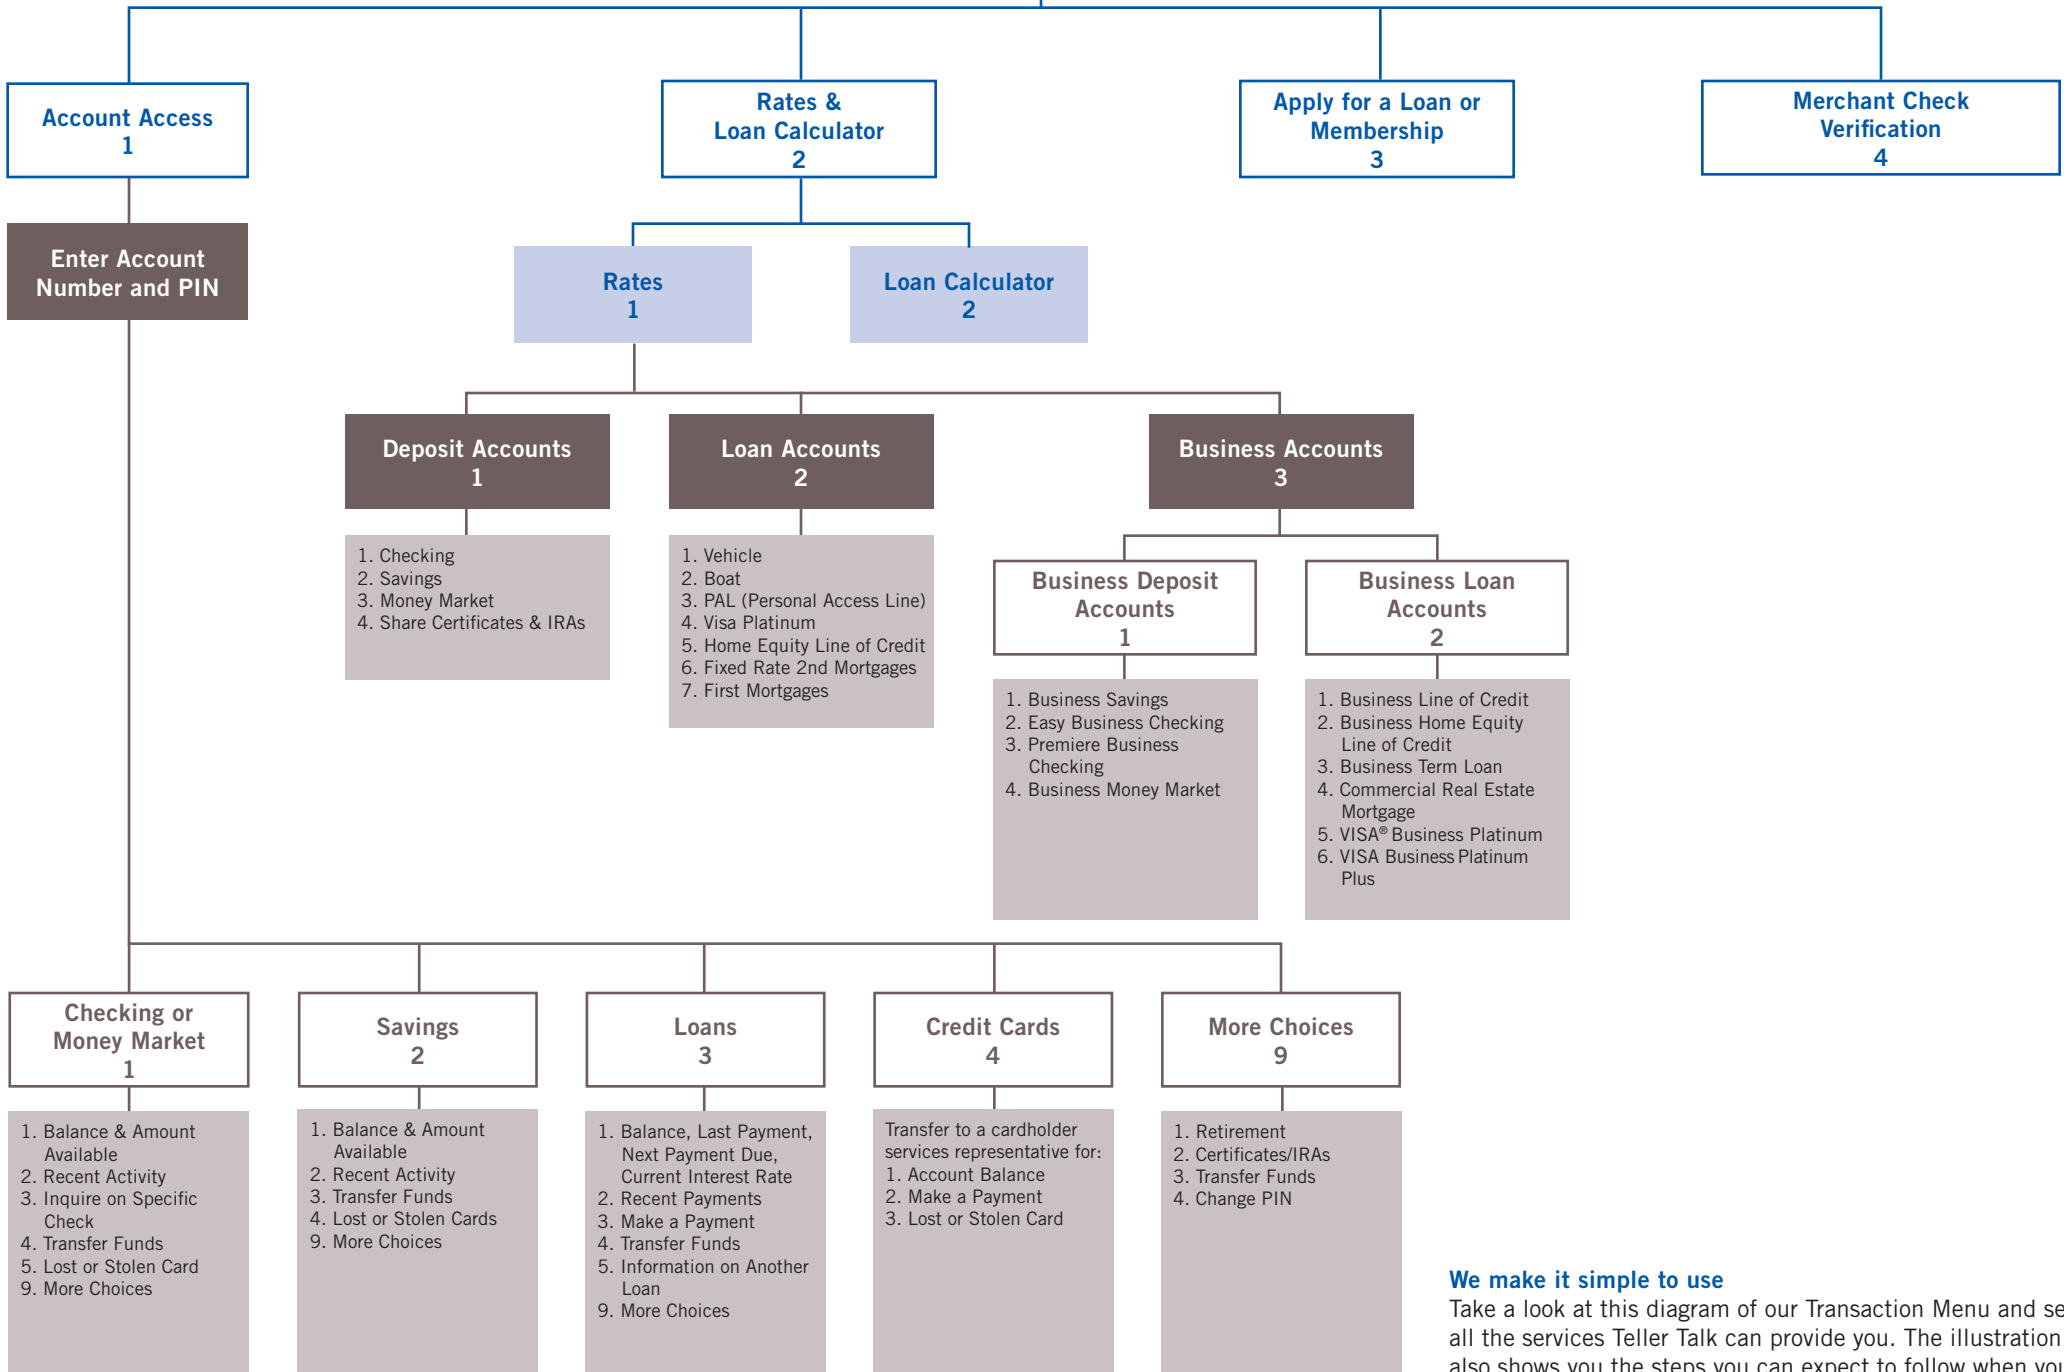 Account Access
1
Rates &
Loan Calculator
2
Apply for a Loan or
Membership
3
Merchant Check
Verification
4
Enter Account
Number and PIN
Rates
1
Loan Calculator
2
Deposit Accounts
1
Loan Accounts
2
Business Accounts
3
1. Checking
2. Savings
3. Money Market
4. Share Certificates & IRAs
1. Vehicle
2. Boat
3. PAL (Personal Access Line)
4. Visa Platinum
5. Home Equity Line of Credit
6. Fixed Rate 2nd Mortgages
7. First Mortgages
Business Deposit
Accounts
1
Business Loan
Accounts
2
1. Business Savings
2. Easy Business Checking
3. Premiere Business
Checking
4. Business Money Market
1. Business Line of Credit
2. Business Home Equity
Line of Credit
3. Business Term Loan
4. Commercial Real Estate
Mortgage
5. VISA® Business Platinum
6. VISA Business Platinum
Plus
Checking or
Money Market
1
Savings
2
Loans
3
Credit Cards
4
More Choices
9
1. Balance & Amount
Available
2. Recent Activity
3. Inquire on Specific
Check
4. Transfer Funds
5. Lost or Stolen Card
9. More Choices
1. Balance & Amount
Available
2. Recent Activity
3. Transfer Funds
4. Lost or Stolen Cards
9. More Choices
1. Balance, Last Payment,
Next Payment Due,
Current Interest Rate
2. Recent Payments
3. Make a Payment
4. Transfer Funds
5. Information on Another
Loan
9. More Choices
Transfer to a cardholder
services representative for:
1. Account Balance
2. Make a Payment
3. Lost or Stolen Card
1. Retirement
2. Certificates/IRAs
3. Transfer Funds
4. Change PIN
We make it simple to use
Take a look at this diagram of our Transaction Menu and se
all the services Teller Talk can provide you. The illustration
also shows you the steps you can expect to follow when you